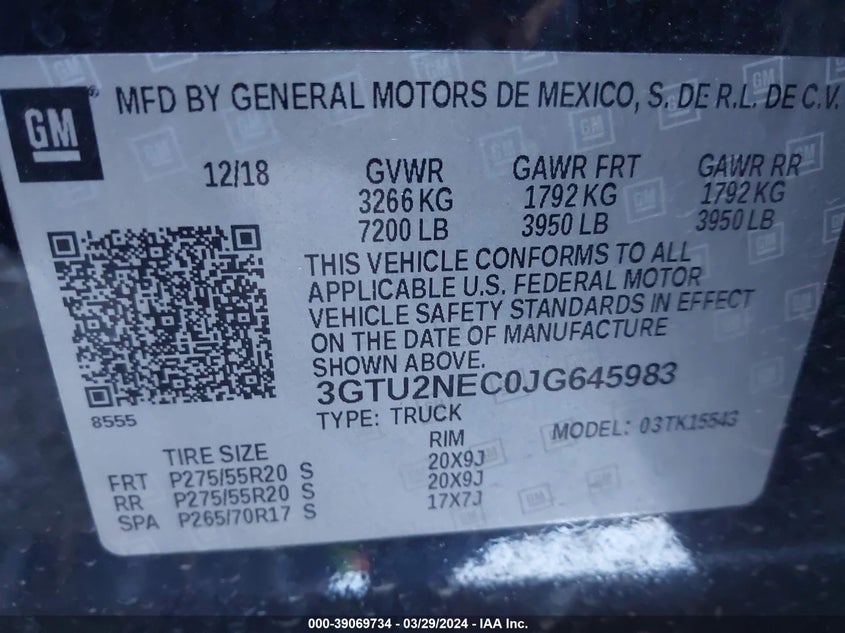 GM® MFD BY GENERAL MOTORS DE MEXICO, S. DE R.L. DE C.V.
12/18 GVWR GAWR FRT GAWR RR
3266 KG 1792 KG 1792 KG
7200 LB 3950 LB 3950 LB
THIS VEHICLE CONFORMS TO ALL
APPLICABLE U.S. FEDERAL MOTOR
VEHICLE SAFETY STANDARDS IN EFFECT
ON THE DATE OF MANUFACTURE
SHOWN ABOVE.
3GTU2NEC0JG645983
8555 TYPE: TRUCK MODEL: 03TK15543
TIRE SIZE RIM
FRT P275/55R20 S 20X9J
RR P275/55R20 S 20X9J
SPA P265/70R17 S 17X7J
000-39069734 — 03/29/2024 — IAA Inc.